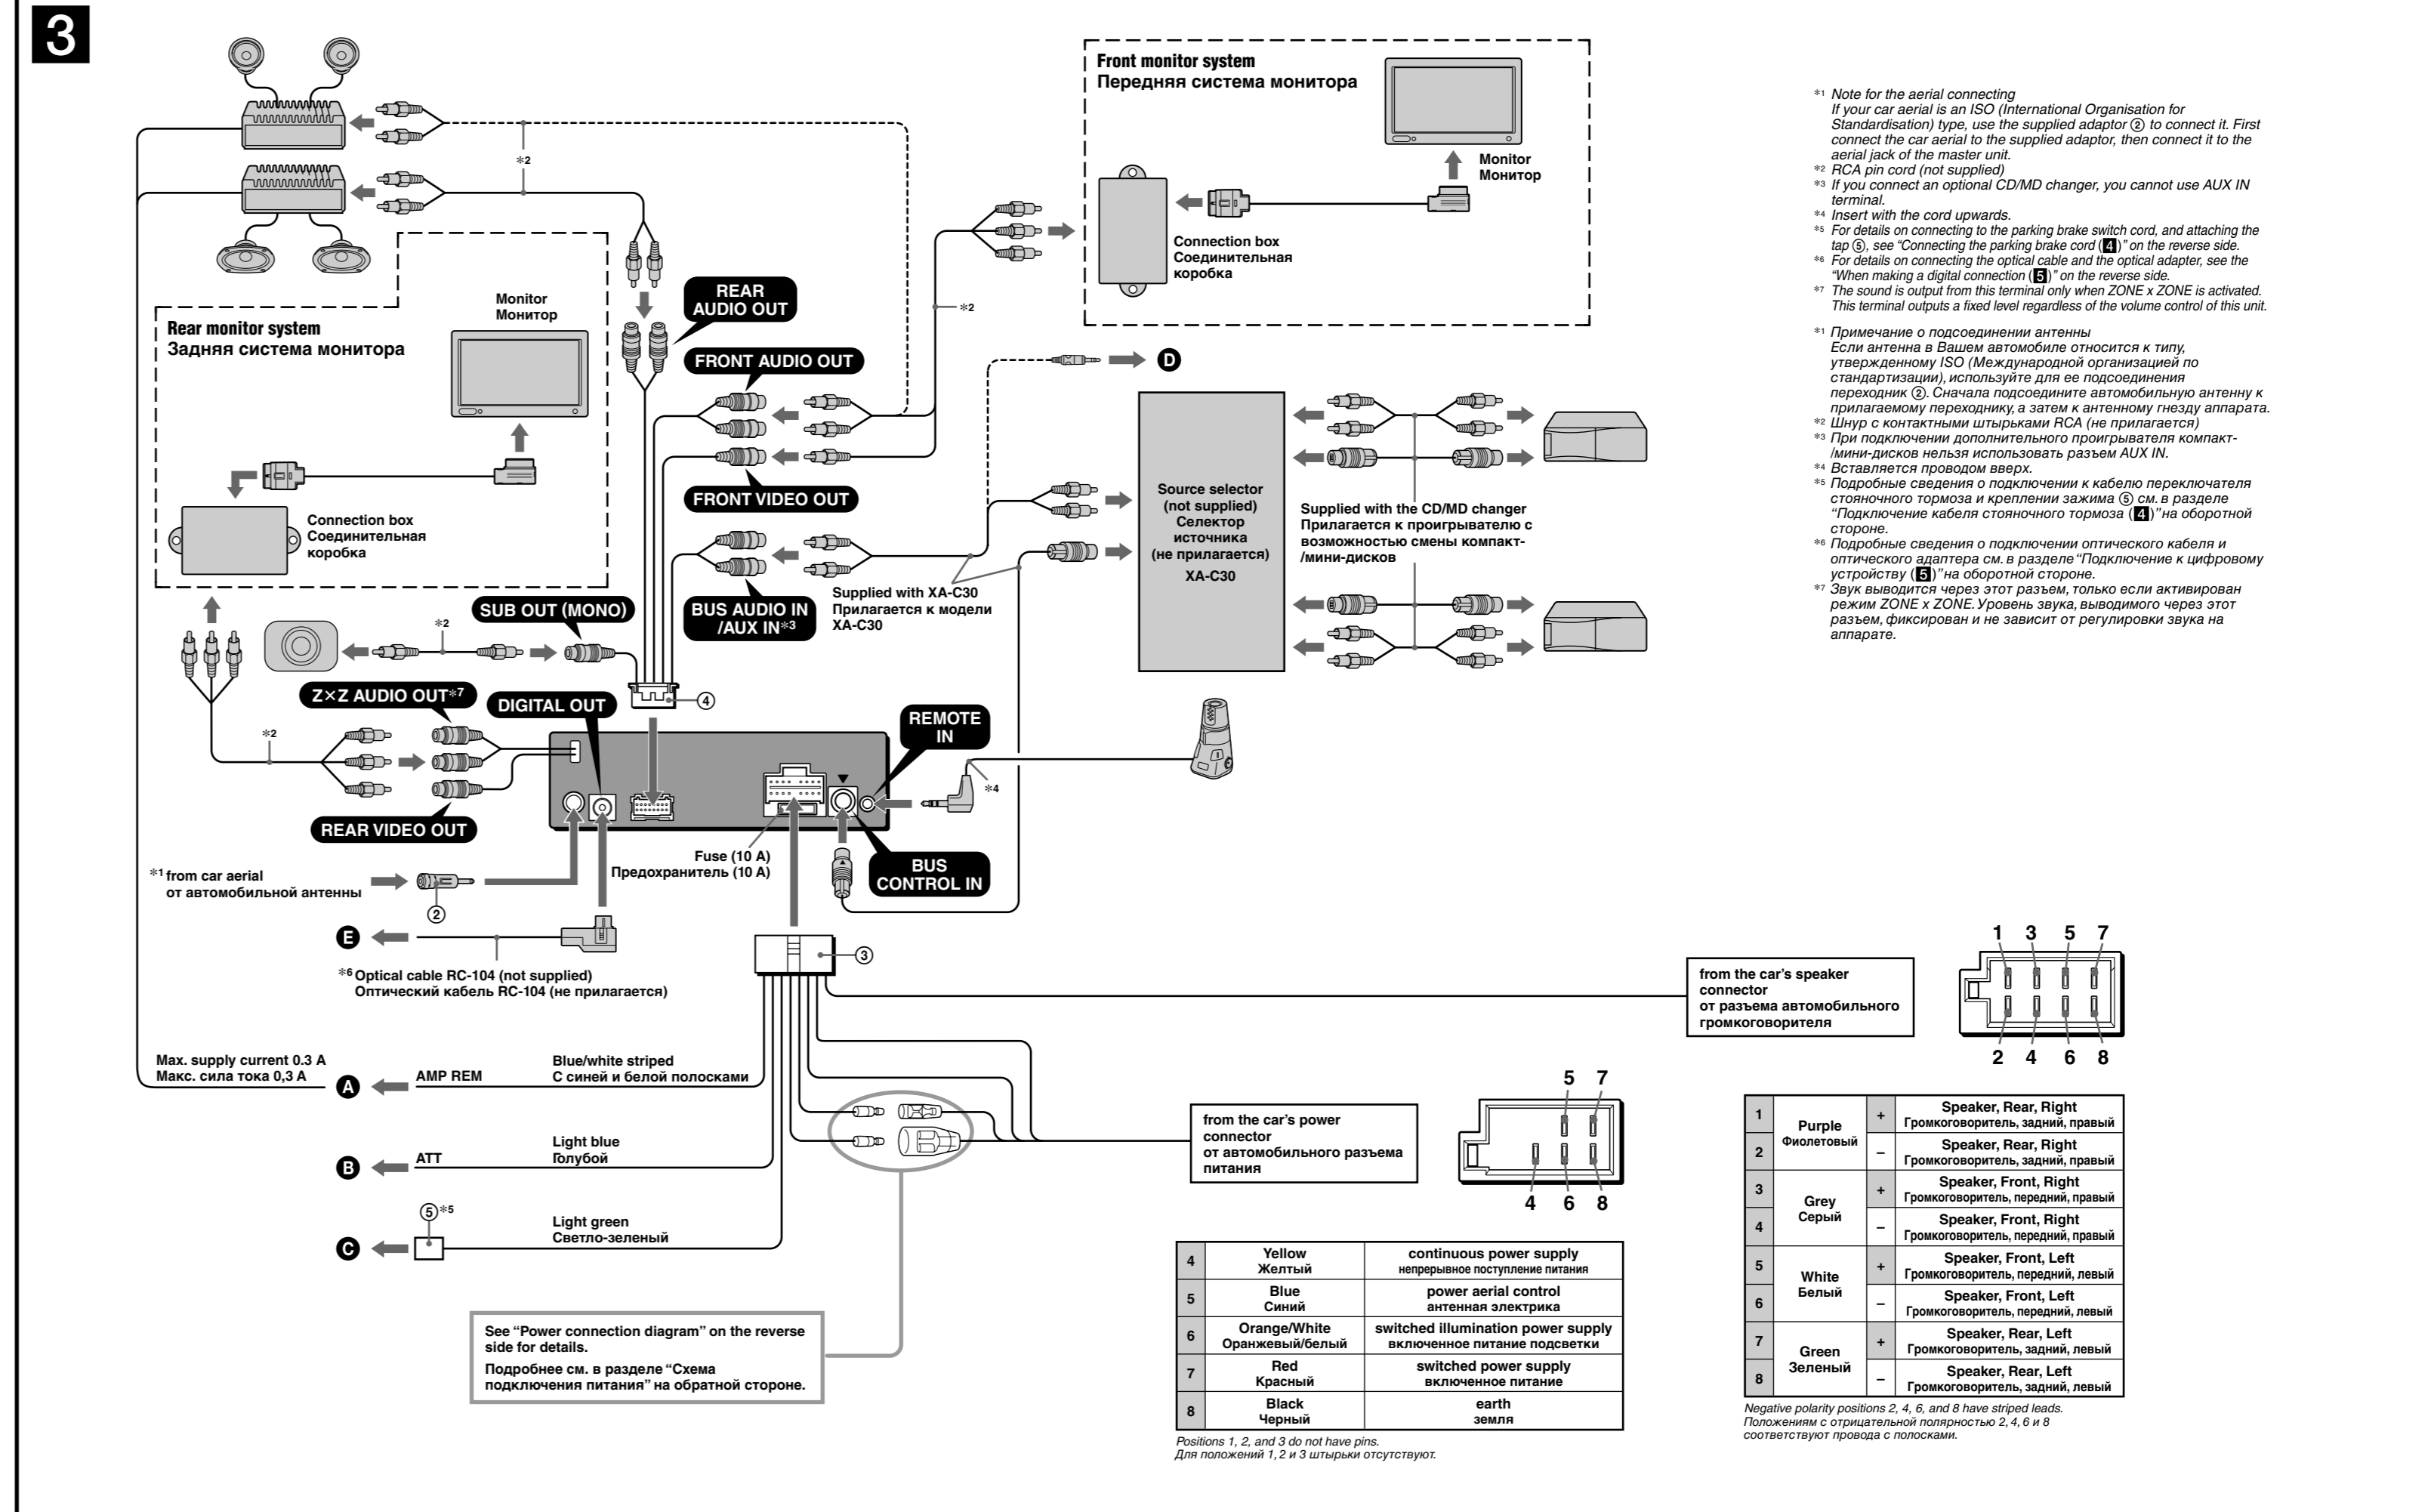 3
Front monitor system
Передняя система монитора
Monitor
Монитор
Connection box
Соединительная
коробка
*2
*2
Rear monitor system
Задняя система монитора
Monitor
Монитор
Connection box
Соединительная
коробка
REAR
AUDIO OUT
FRONT AUDIO OUT
FRONT VIDEO OUT
BUS AUDIO IN
/AUX IN*3
SUB OUT (MONO)
*2
Z×Z AUDIO OUT*7
DIGITAL OUT
*2
REAR VIDEO OUT
4
REMOTE
IN
*4
BUS
CONTROL IN
Fuse (10 A)
Предохранитель (10 A)
D
Source selector
(not supplied)
Селектор
источника
(не прилагается)
XA-C30
Supplied with XA-C30
Прилагается к модели
XA-C30
Supplied with the CD/MD changer
Прилагается к проигрывателю с
возможностью смены компакт-
/мини-дисков
*1 from car aerial
от автомобильной антенны
2
E
*6 Optical cable RC-104 (not supplied)
Оптический кабель RC-104 (не прилагается)
3
Max. supply current 0.3 A
Макс. сила тока 0,3 A
A
AMP REM
Blue/white striped
С синей и белой полосками
B
ATT
Light blue
Голубой
C
5*5
Light green
Светло-зеленый
See “Power connection diagram” on the reverse
side for details.
Подробнее см. в разделе “Схема
подключения питания” на обратной стороне.
from the car’s speaker
connector
от разъема автомобильного
громкоговорителя
from the car’s power
connector
от автомобильного разъема
питания
5 7
4 6 8
4 Yellow continuous power supply
Желтый непрерывное поступление питания
5 Blue power aerial control
Синий антенная электрика
6 Orange/White switched illumination power supply
Оранжевый/белый включенное питание подсветки
7 Red switched power supply
Красный включенное питание
8 Black earth
Черный земля
Positions 1, 2, and 3 do not have pins.
Для положений 1, 2 и 3 штырьки отсутствуют.
1 3 5 7
2 4 6 8
1 Purple + Speaker, Rear, Right
Фиолетовый Громкоговоритель, задний, правый
2 – Speaker, Rear, Right
Громкоговоритель, задний, правый
3 Grey + Speaker, Front, Right
Серый Громкоговоритель, передний, правый
4 – Speaker, Front, Right
Громкоговоритель, передний, правый
5 White + Speaker, Front, Left
Белый Громкоговоритель, передний, левый
6 – Speaker, Front, Left
Громкоговоритель, передний, левый
7 Green + Speaker, Rear, Left
Зеленый Громкоговоритель, задний, левый
8 – Speaker, Rear, Left
Громкоговоритель, задний, левый
Negative polarity positions 2, 4, 6, and 8 have striped leads.
Положениям с отрицательной полярностью 2, 4, 6 и 8
соответствуют провода с полосками.
*1 Note for the aerial connecting
If your car aerial is an ISO (International Organisation for
Standardisation) type, use the supplied adaptor ② to connect it. First
connect the car aerial to the supplied adaptor, then connect it to the
aerial jack of the master unit.
*2 RCA pin cord (not supplied)
*3 If you connect an optional CD/MD changer, you cannot use AUX IN
terminal.
*4 Insert with the cord upwards.
*5 For details on connecting to the parking brake switch cord, and attaching the
tap ⑤, see “Connecting the parking brake cord (4)” on the reverse side.
*6 For details on connecting the optical cable and the optical adapter, see the
“When making a digital connection (5)” on the reverse side.
*7 The sound is output from this terminal only when ZONE x ZONE is activated.
This terminal outputs a fixed level regardless of the volume control of this unit.
*1 Примечание о подсоединении антенны
Если антенна в Вашем автомобиле относится к типу,
утвержденному ISO (Международной организацией по
стандартизации), используйте для ее подсоединения
переходник ②. Сначала подсоедините автомобильную антенну к
прилагаемому переходнику, а затем к антенному гнезду аппарата.
*2 Шнур с контактными штырьками RCA (не прилагается)
*3 При подключении дополнительного проигрывателя компакт-
/мини-дисков нельзя использовать разъем AUX IN.
*4 Вставляется проводом вверх.
*5 Подробные сведения о подключении к кабелю переключателя
стояночного тормоза и креплении зажима ⑤ см. в разделе
“Подключение кабеля стояночного тормоза (4)” на оборотной
стороне.
*6 Подробные сведения о подключении оптического кабеля и
оптического адаптера см. в разделе “Подключение к цифровому
устройству (5)” на оборотной стороне.
*7 Звук выводится через этот разъем, только если активирован
режим ZONE x ZONE. Уровень звука, выводимого через этот
разъем, фиксирован и не зависит от регулировки звука на
аппарате.